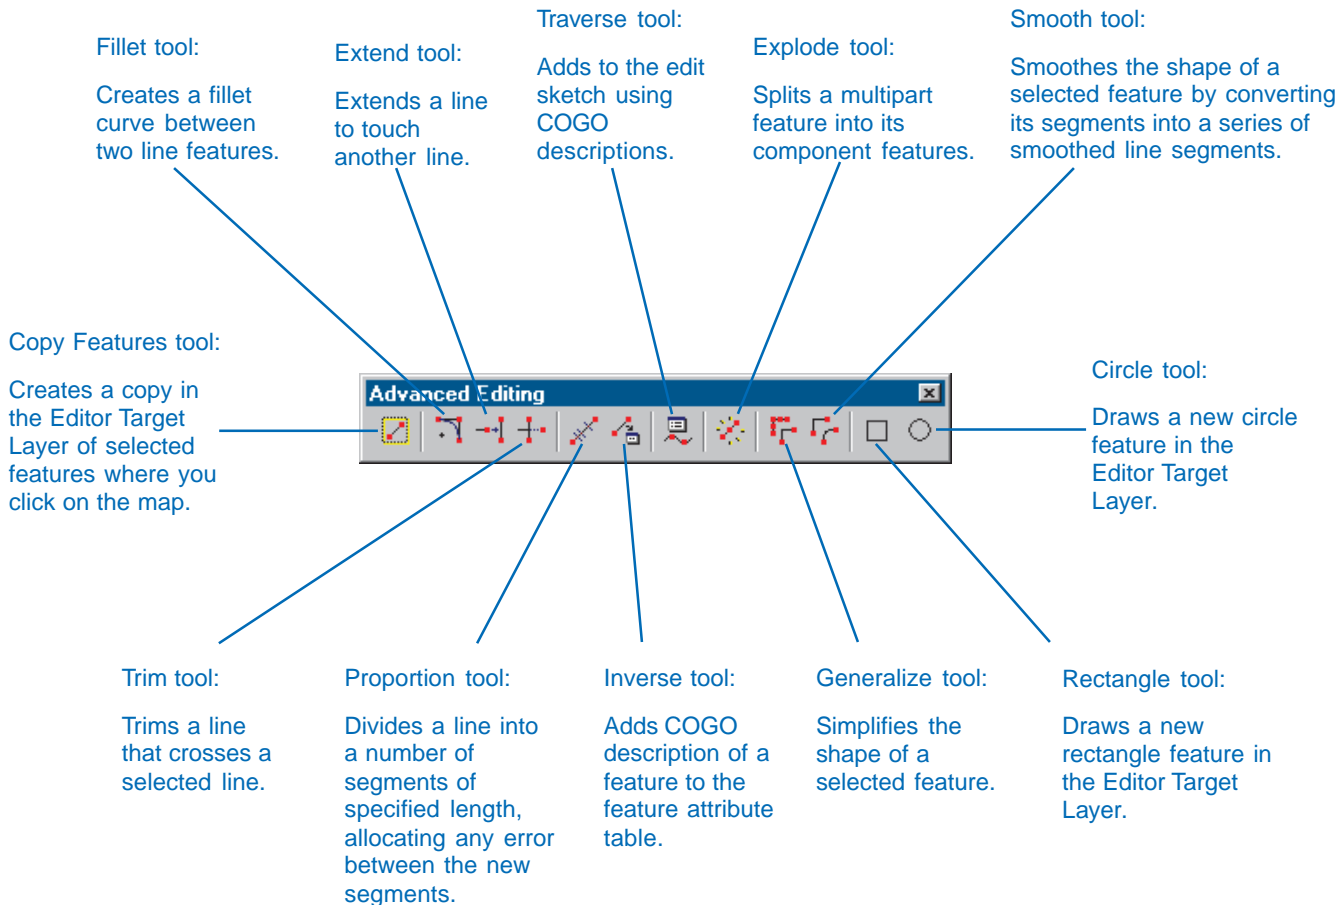 Fillet tool:
Creates a fillet
curve between
two line features.
Extend tool:
Extends a line
to touch
another line.
Traverse tool:
Adds to the edit
sketch using
COGO
descriptions.
Explode tool:
Splits a multipart
feature into its
component features.
Smooth tool:
Smoothes the shape of a
selected feature by converting
its segments into a series of
smoothed line segments.
Copy Features tool:
Creates a copy in
the Editor Target
Layer of selected
features where you
click on the map.
Advanced Editing
Circle tool:
Draws a new circle
feature in the
Editor Target
Layer.
Trim tool:
Trims a line
that crosses a
selected line.
Proportion tool:
Divides a line into
a number of
segments of
specified length,
allocating any error
between the new
segments.
Inverse tool:
Adds COGO
description of a
feature to the
feature attribute
table.
Generalize tool:
Simplifies the
shape of a
selected feature.
Rectangle tool:
Draws a new
rectangle feature in
the Editor Target
Layer.